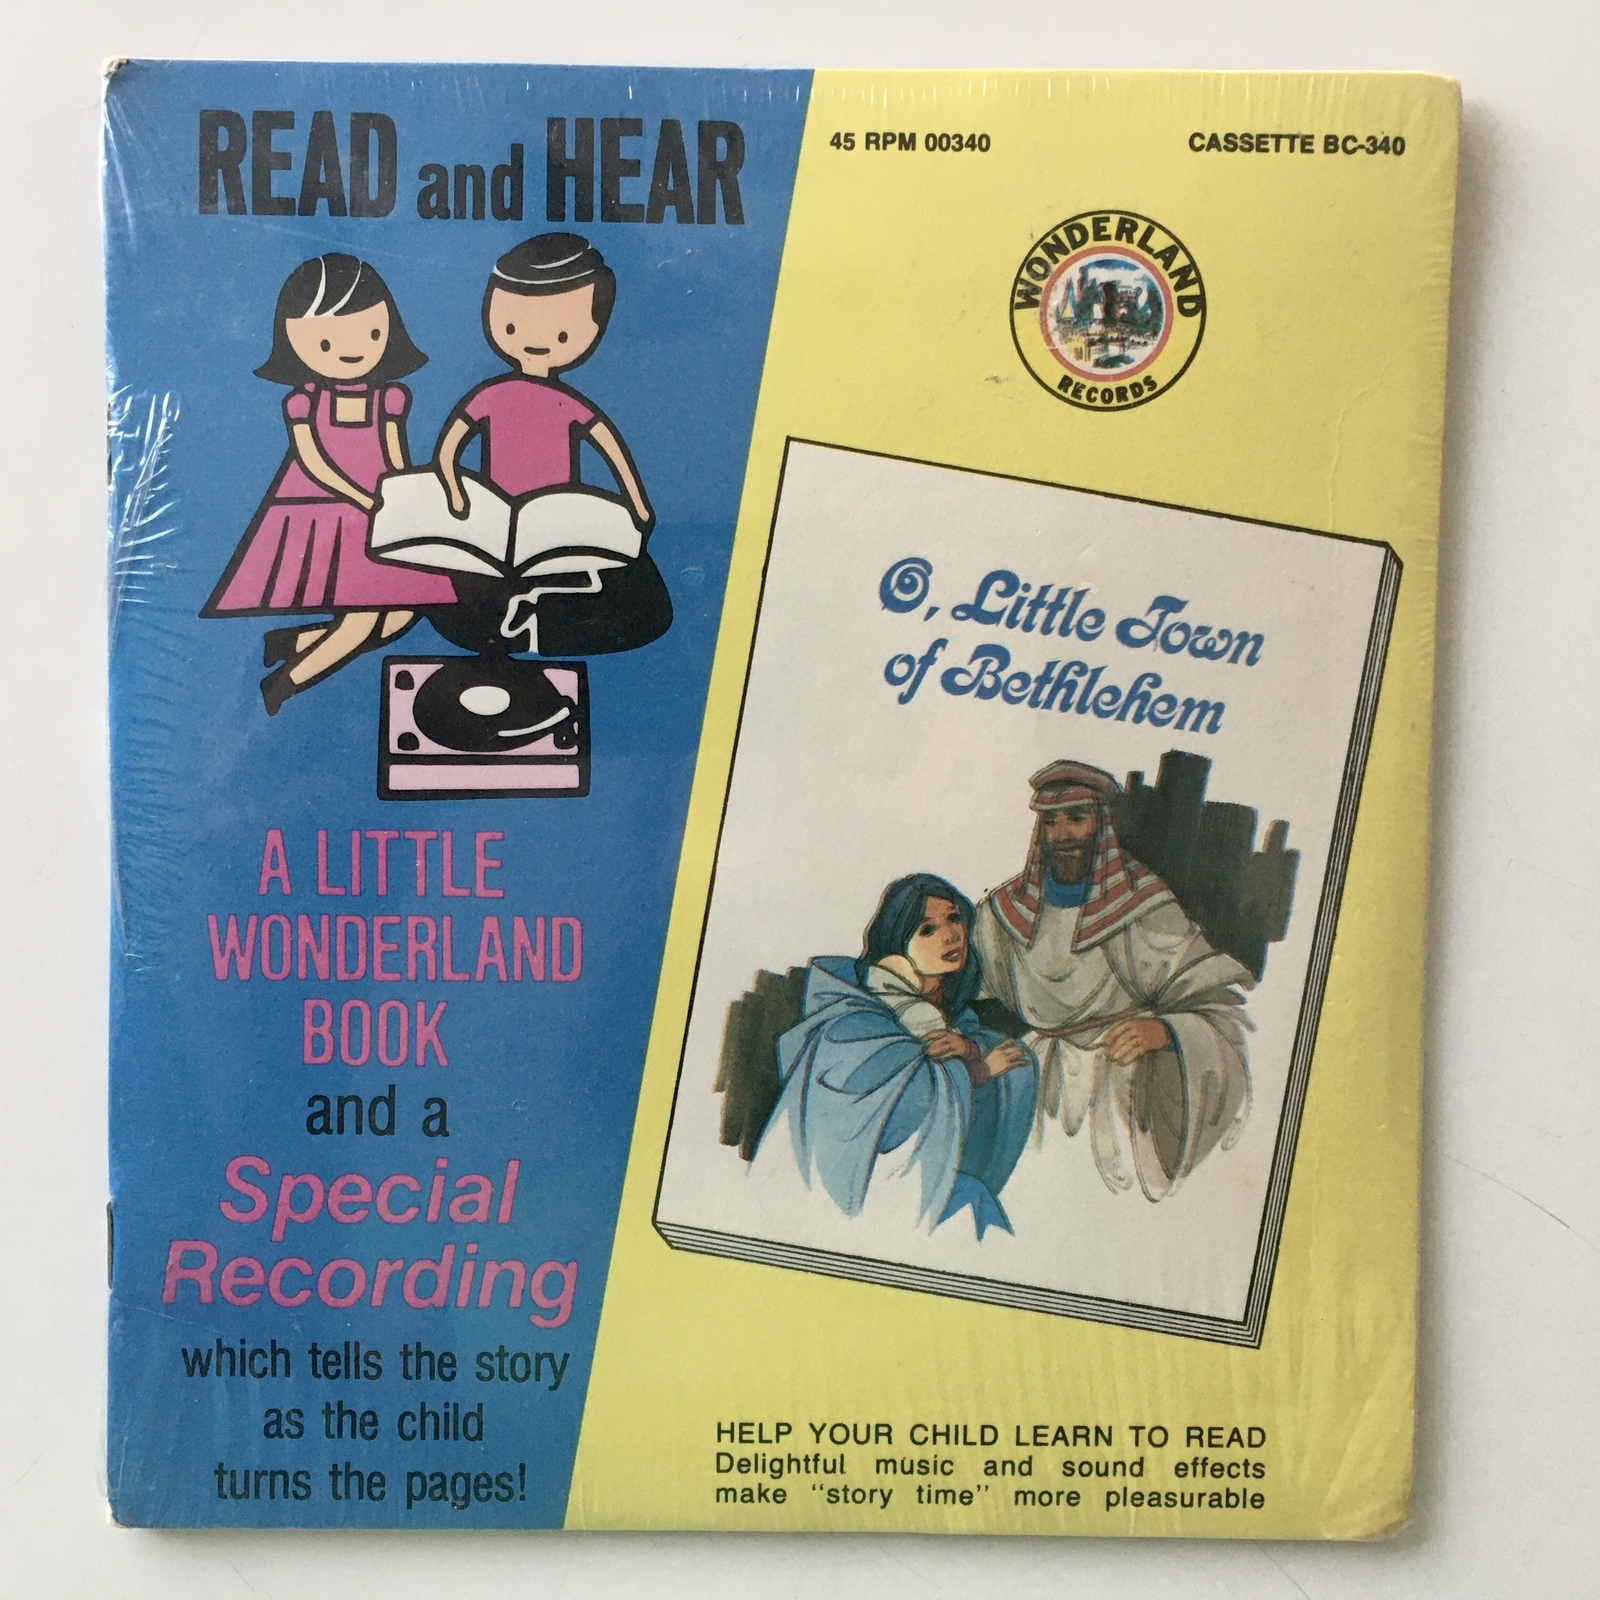 READ and HEAR
A LITTLE
WONDERLAND
BOOK
and a
Special
Recording
which tells the story
as the child
turns the pages!
45 RPM 00340
CASSETTE BC-340
WONDERLAND
RECORDS
O, Little Town
of Bethlehem
HELP YOUR CHILD LEARN TO READ
Delightful music and sound effects
make "story time" more pleasurable